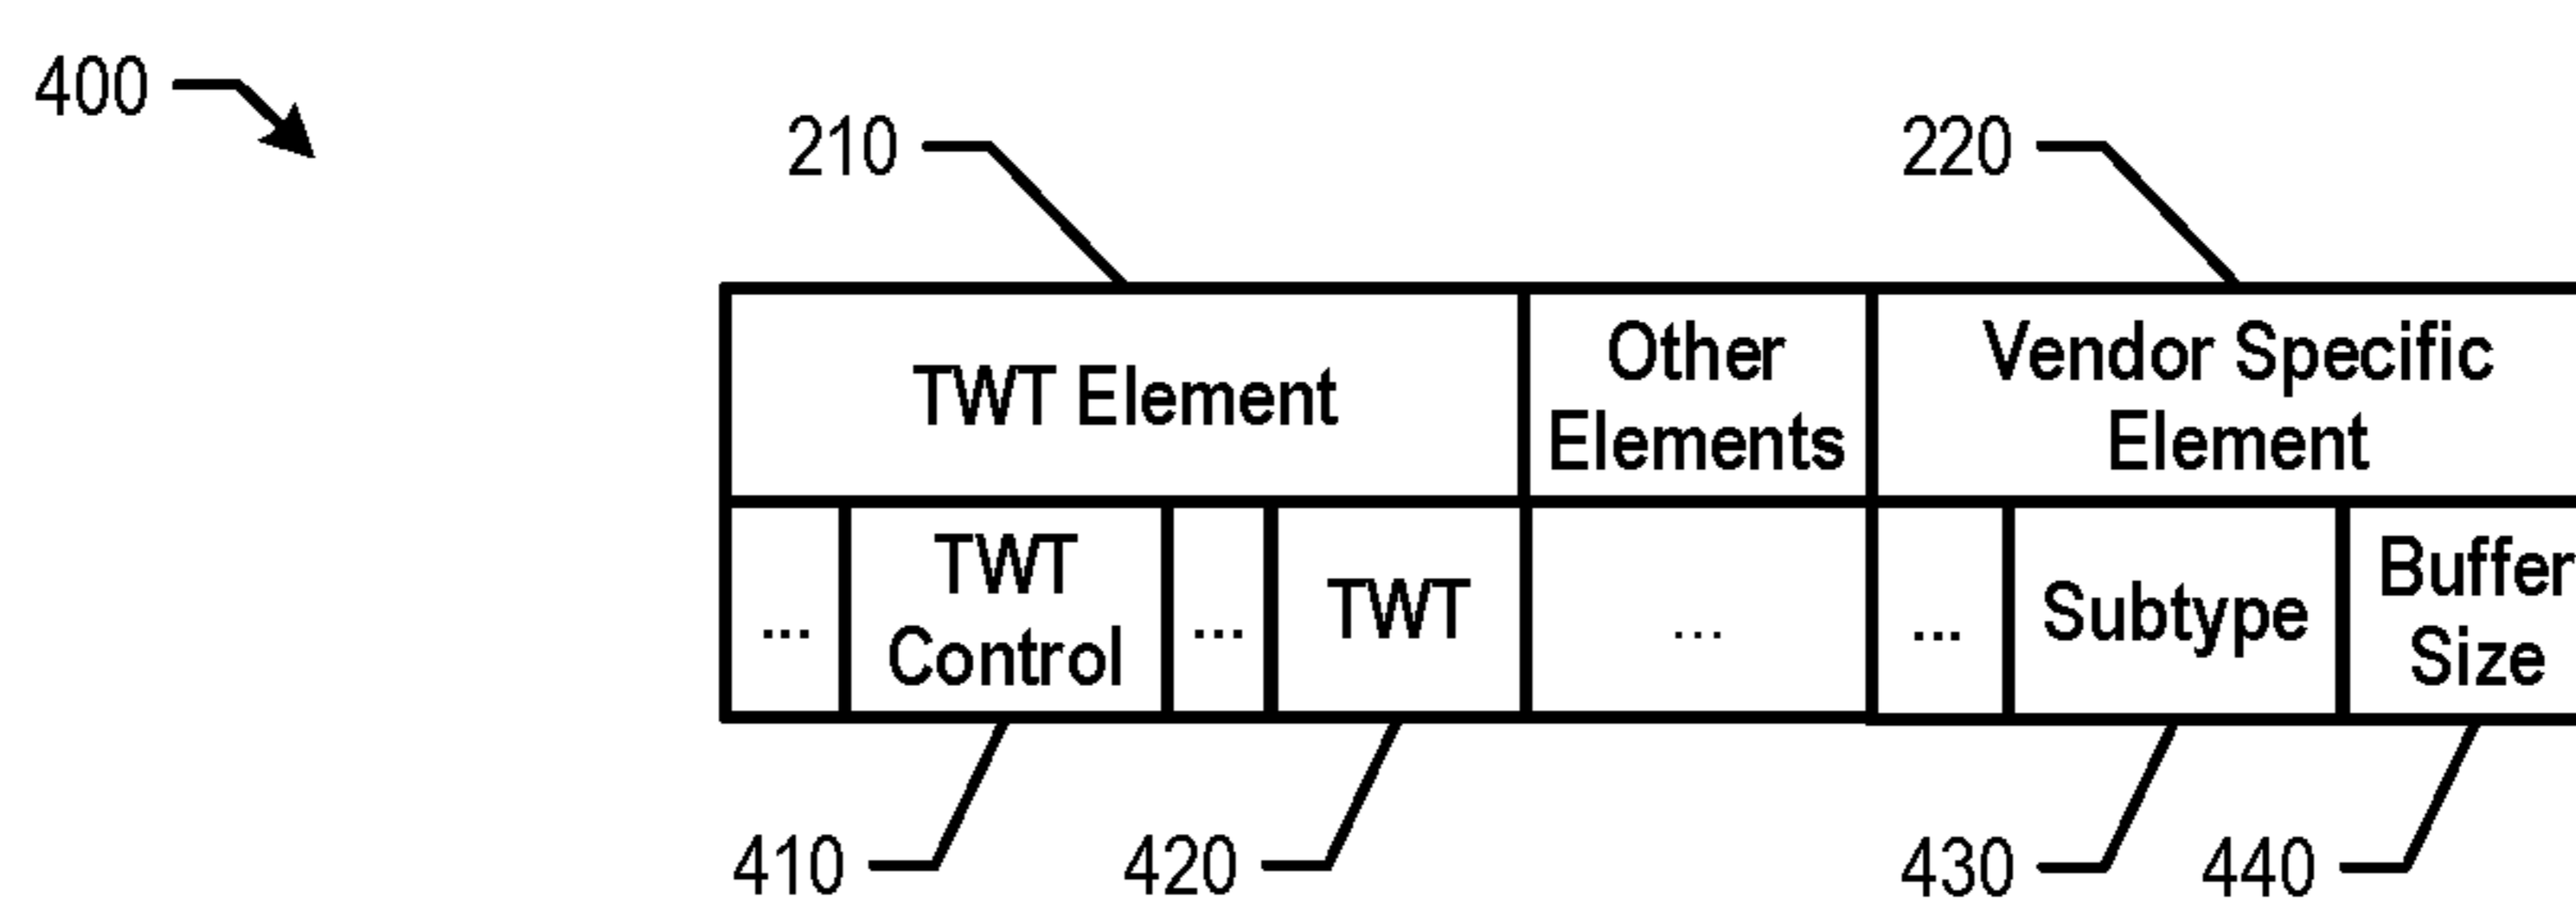 400
210
220
TWT Element
Other
Elements
Vendor Specific
Element
...
TWT
Control
...
TWT
...
...
Subtype
Buffer
Size
410
420
430
440